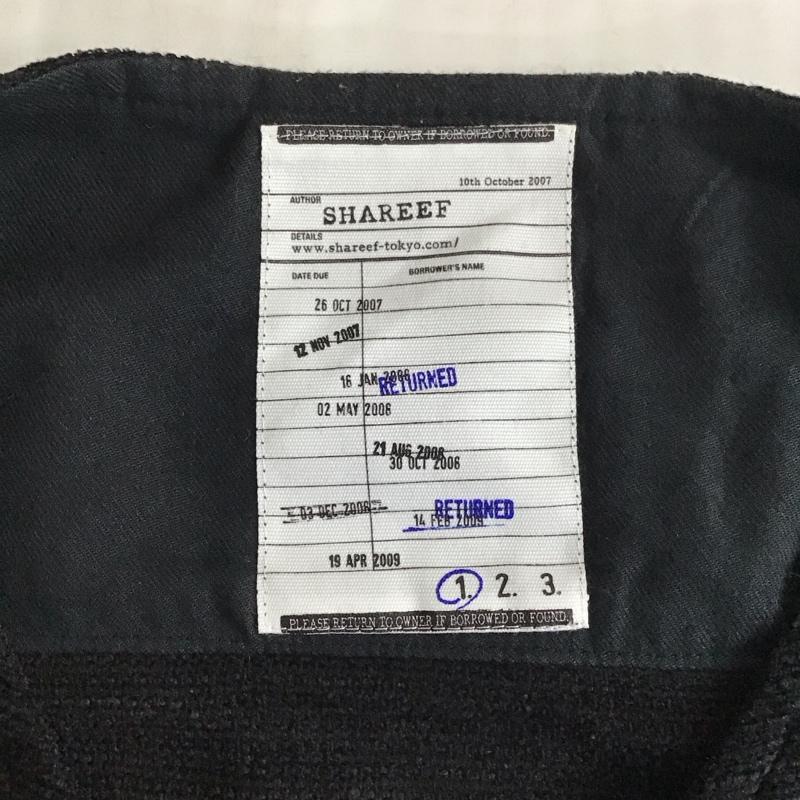 PLEASE RETURN TO OWNER IF BORROWED OR FOUND.
10th October 2007
AUTHOR
SHAREEF
DETAILS
www.shareef-tokyo.com/
DATE DUE BORROWER'S NAME
26 OCT 2007
12 NOV 2007
16 JAN 2008
RETURNED
02 MAY 2008
21 AUG 2008
30 OCT 2008
03 DEC 2008
RETURNED
14 FEB 2009
19 APR 2009
1. 2. 3.
PLEASE RETURN TO OWNER IF BORROWED OR FOUND.